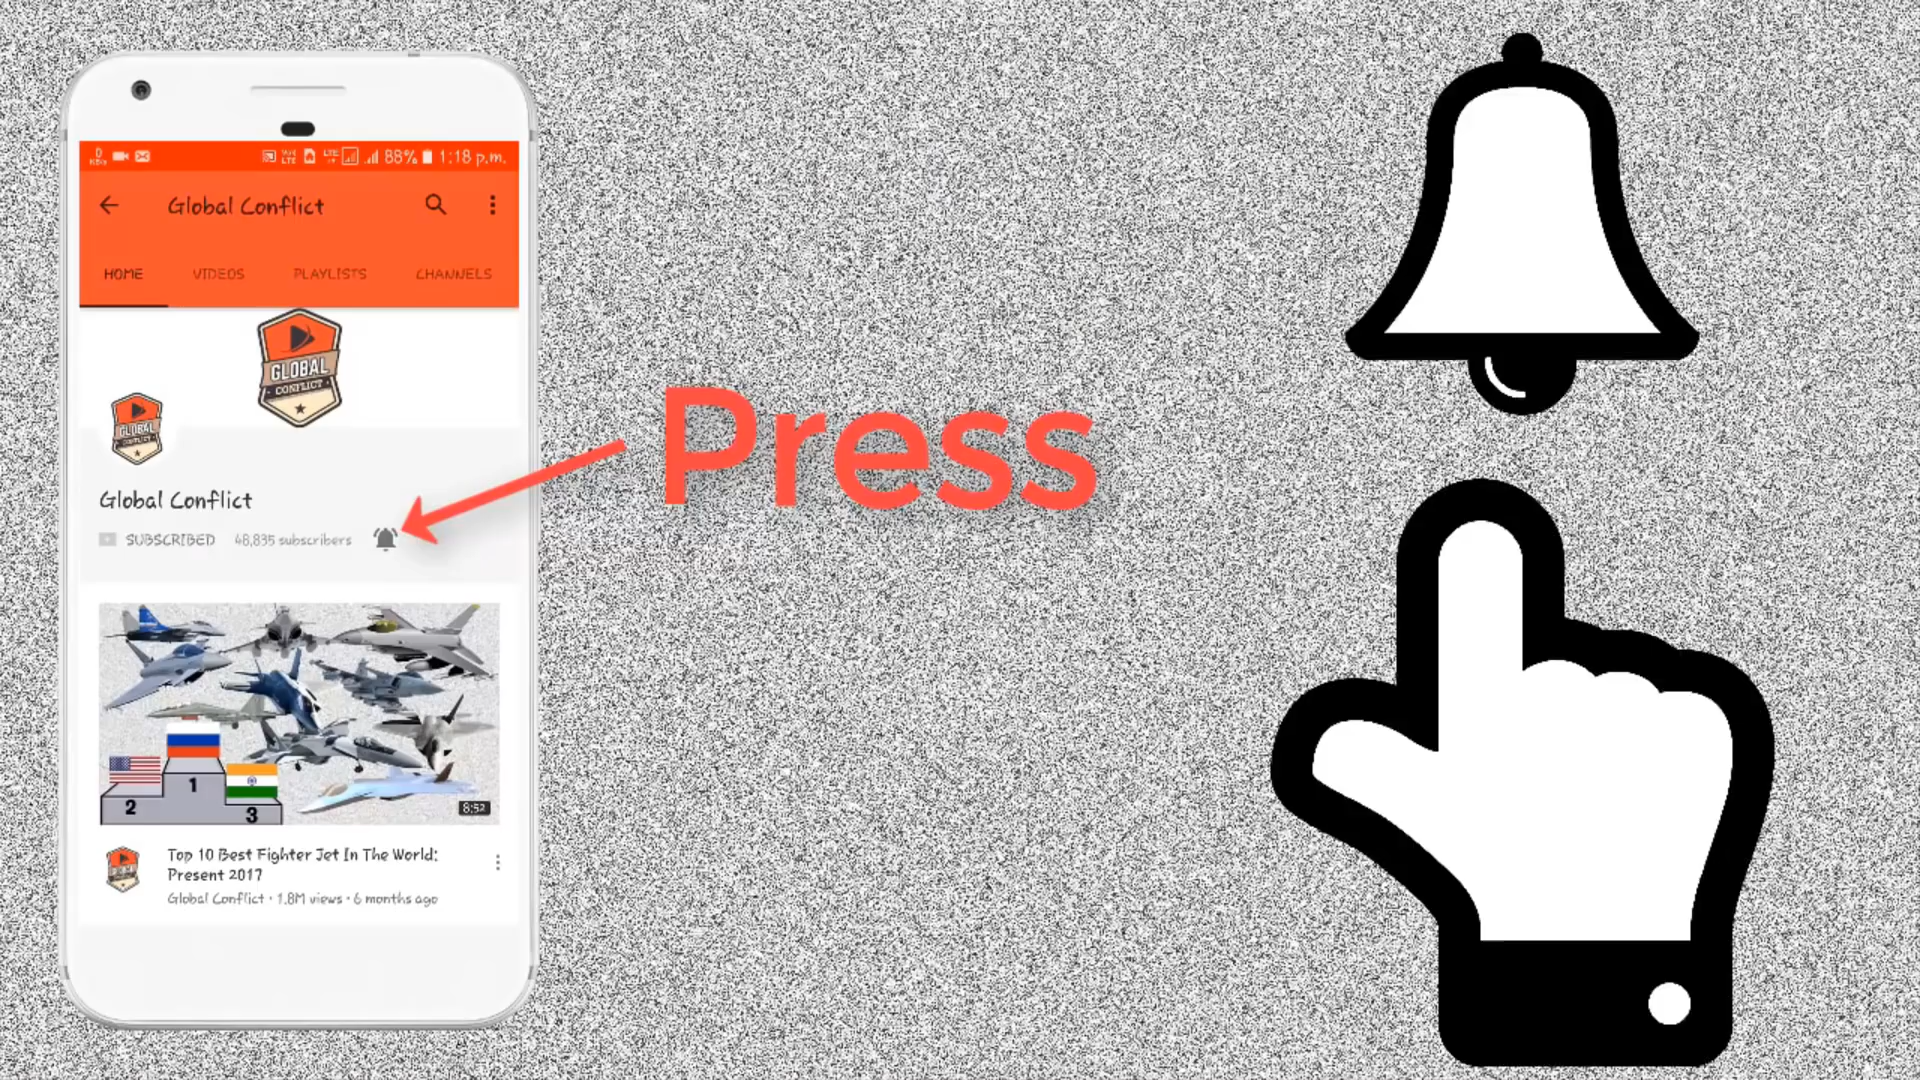 88% 1:18 p.m.
Global Conflict
HOME VIDEOS PLAYLISTS CHANNELS
GLOBAL
CONFLICT
GLOBAL
CONFLICT
Press
Global Conflict
SUBSCRIBED 48,835 subscribers
1
2
3
8:52
Top 10 Best Fighter Jet In The World:
Present 2017
Global Conflict • 1.8M views • 6 months ago